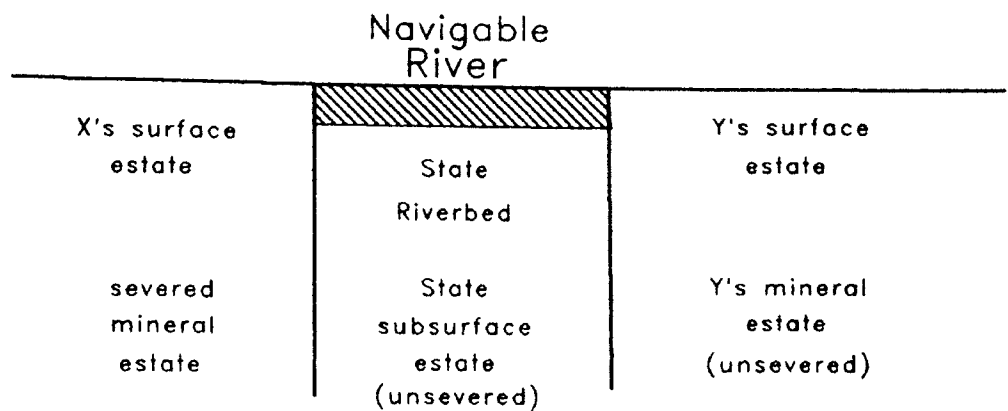 Navigable
River
X's surface
estate
State
Riverbed
Y's surface
estate
severed
mineral
estate
State
subsurface
estate
(unsevered)
Y's mineral
estate
(unsevered)